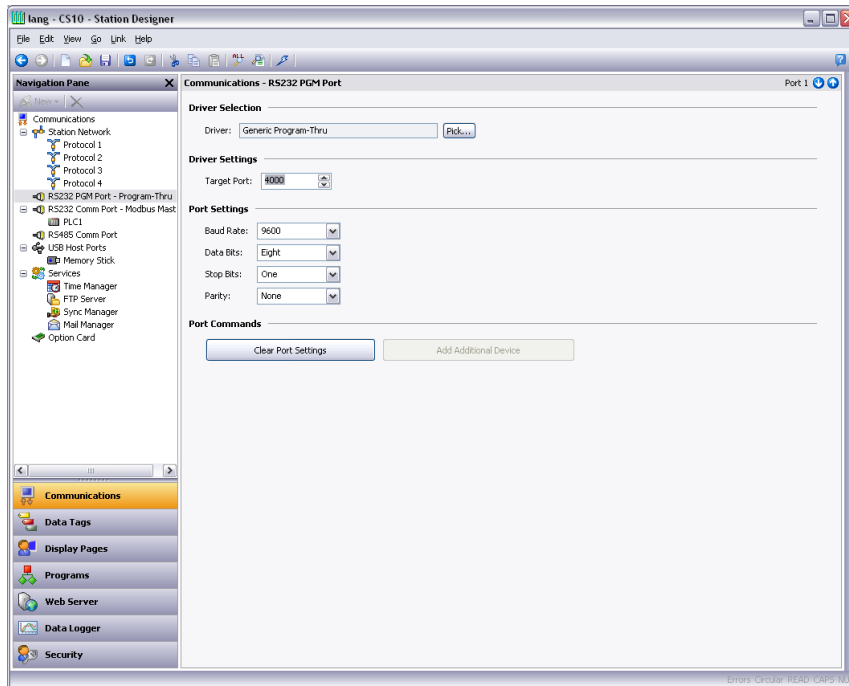 lang - CS10 - Station Designer
File Edit View Go Link Help
Navigation Pane
New
Communications
Station Network
Protocol 1
Protocol 2
Protocol 3
Protocol 4
RS232 PGM Port - Program-Thru
RS232 Comm Port - Modbus Mast
PLC1
RS485 Comm Port
USB Host Ports
Memory Stick
Services
Time Manager
FTP Server
Sync Manager
Mail Manager
Option Card
Communications
Data Tags
Display Pages
Programs
Web Server
Data Logger
Security
Communications - RS232 PGM Port
Port 1
Driver Selection
Driver: Generic Program-Thru Pick...
Driver Settings
Target Port: 4000
Port Settings
Baud Rate: 9600
Data Bits: Eight
Stop Bits: One
Parity: None
Port Commands
Clear Port Settings Add Additional Device
Errors Circular READ CAPS NU